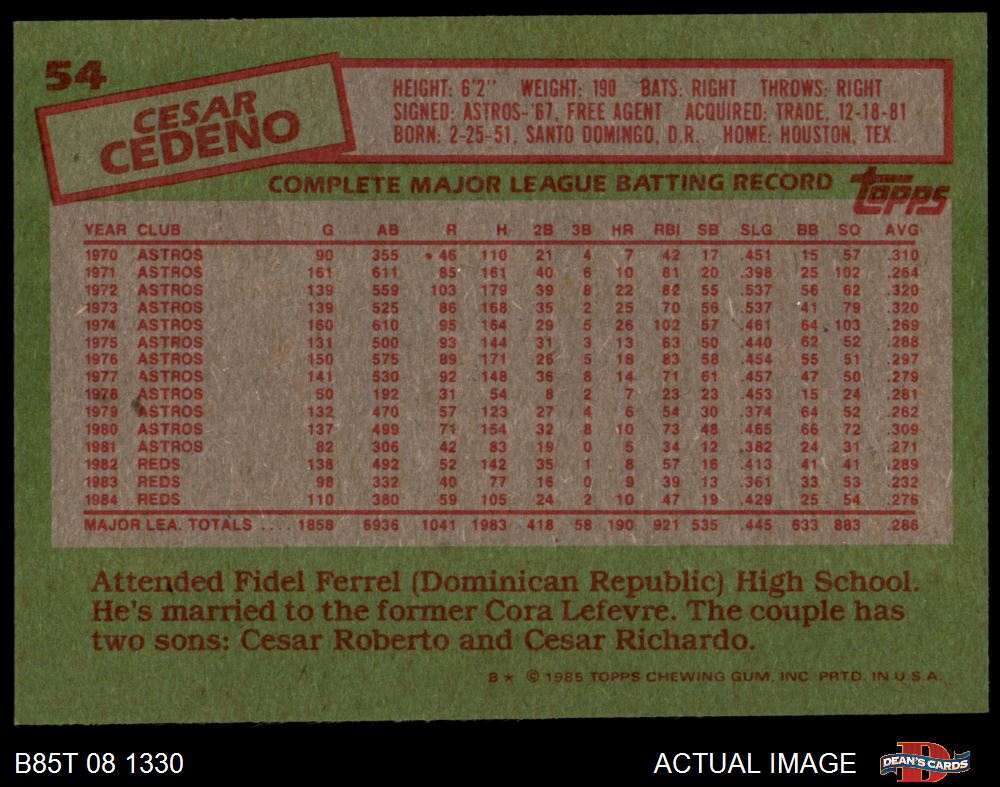 54
CESAR
CEDENO
HEIGHT: 6'2" WEIGHT: 190 BATS: RIGHT THROWS: RIGHT
SIGNED: ASTROS-'67, FREE AGENT ACQUIRED: TRADE, 12-18-81
BORN: 2-25-51, SANTO DOMINGO, D.R. HOME: HOUSTON, TEX.
COMPLETE MAJOR LEAGUE BATTING RECORD
topps
YEAR CLUB G AB R H 2B 3B HR RBI SB SLG BB SO AVG
1970 ASTROS 90 355 46 110 21 4 7 42 17 .451 15 57 .310
1971 ASTROS 161 611 85 161 40 6 10 81 20 .398 25 102 .264
1972 ASTROS 139 559 103 179 39 8 22 82 55 .537 56 62 .320
1973 ASTROS 139 525 86 168 35 2 25 70 56 .537 41 79 .320
1974 ASTROS 160 610 95 164 29 5 26 102 57 .461 64 103 .269
1975 ASTROS 131 500 93 144 31 3 13 63 50 .440 62 52 .288
1976 ASTROS 150 575 89 171 26 5 18 83 58 .454 55 51 .297
1977 ASTROS 141 530 92 148 36 8 14 71 61 .457 47 50 .279
1978 ASTROS 50 192 31 54 8 2 7 23 23 .453 15 24 .281
1979 ASTROS 132 470 57 123 27 4 6 54 30 .374 64 52 .262
1980 ASTROS 137 499 71 154 32 8 10 73 48 .465 66 72 .309
1981 ASTROS 82 306 42 83 19 0 5 34 12 .382 24 31 .271
1982 REDS 138 492 52 142 35 1 8 57 16 .413 41 41 .289
1983 REDS 98 332 40 77 16 0 9 39 13 .361 33 53 .232
1984 REDS 110 380 59 105 24 2 10 47 19 .429 25 54 .276
MAJOR LEA. TOTALS .... 1858 6936 1041 1983 418 58 190 921 535 .445 633 883 .286
Attended Fidel Ferrel (Dominican Republic) High School.
He's married to the former Cora Lefevre. The couple has
two sons: Cesar Roberto and Cesar Richardo.
B* © 1985 TOPPS CHEWING GUM, INC. PRTD. IN U.S.A.
B85T 08 1330
ACTUAL IMAGE
D
DEAN'S CARDS